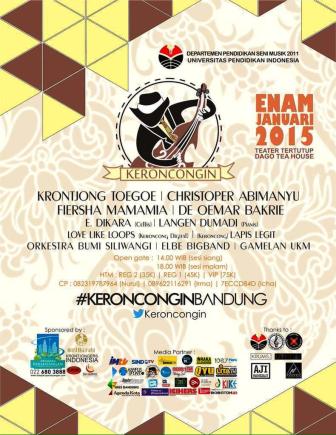 DEPARTEMEN PENDIDIKAN SENI MUSIK 2011
UNIVERSITAS PENDIDIKAN INDONESIA
ENAM
JANUARI
2015
TEATER TERTUTUP
DAGO TEA HOUSE
KERONCONGIN
KRONTJONG TOEGOE | CHRISTOPER ABIMANYU
FIERSHA MAMAMIA | DE OEMAR BAKRIE
E. DIKARA (Cello) | LANGEN DUMADI (Piano)
LOVE LIKE LOOPS (Keroncong Digital) | (Keroncong) LAPIS LEGIT
ORKESTRA BUMI SILIWANGI | ELBE BIGBAND | GAMELAN UKM
Open gate : 14.00 WIB (sesi siang)
18.00 WIB (sesi malam)
HTM : REG 2 (35K) | REG 1 (45K) | VIP (75K)
CP : 082319787964 (Nurul) | 089622116291 (Irma) | 7ECCD84D (Icha)
#KERONCONGINBANDUNG
Keroncongin
Sponsored by :
Media Partner :
Thanks to :
022 680 3888